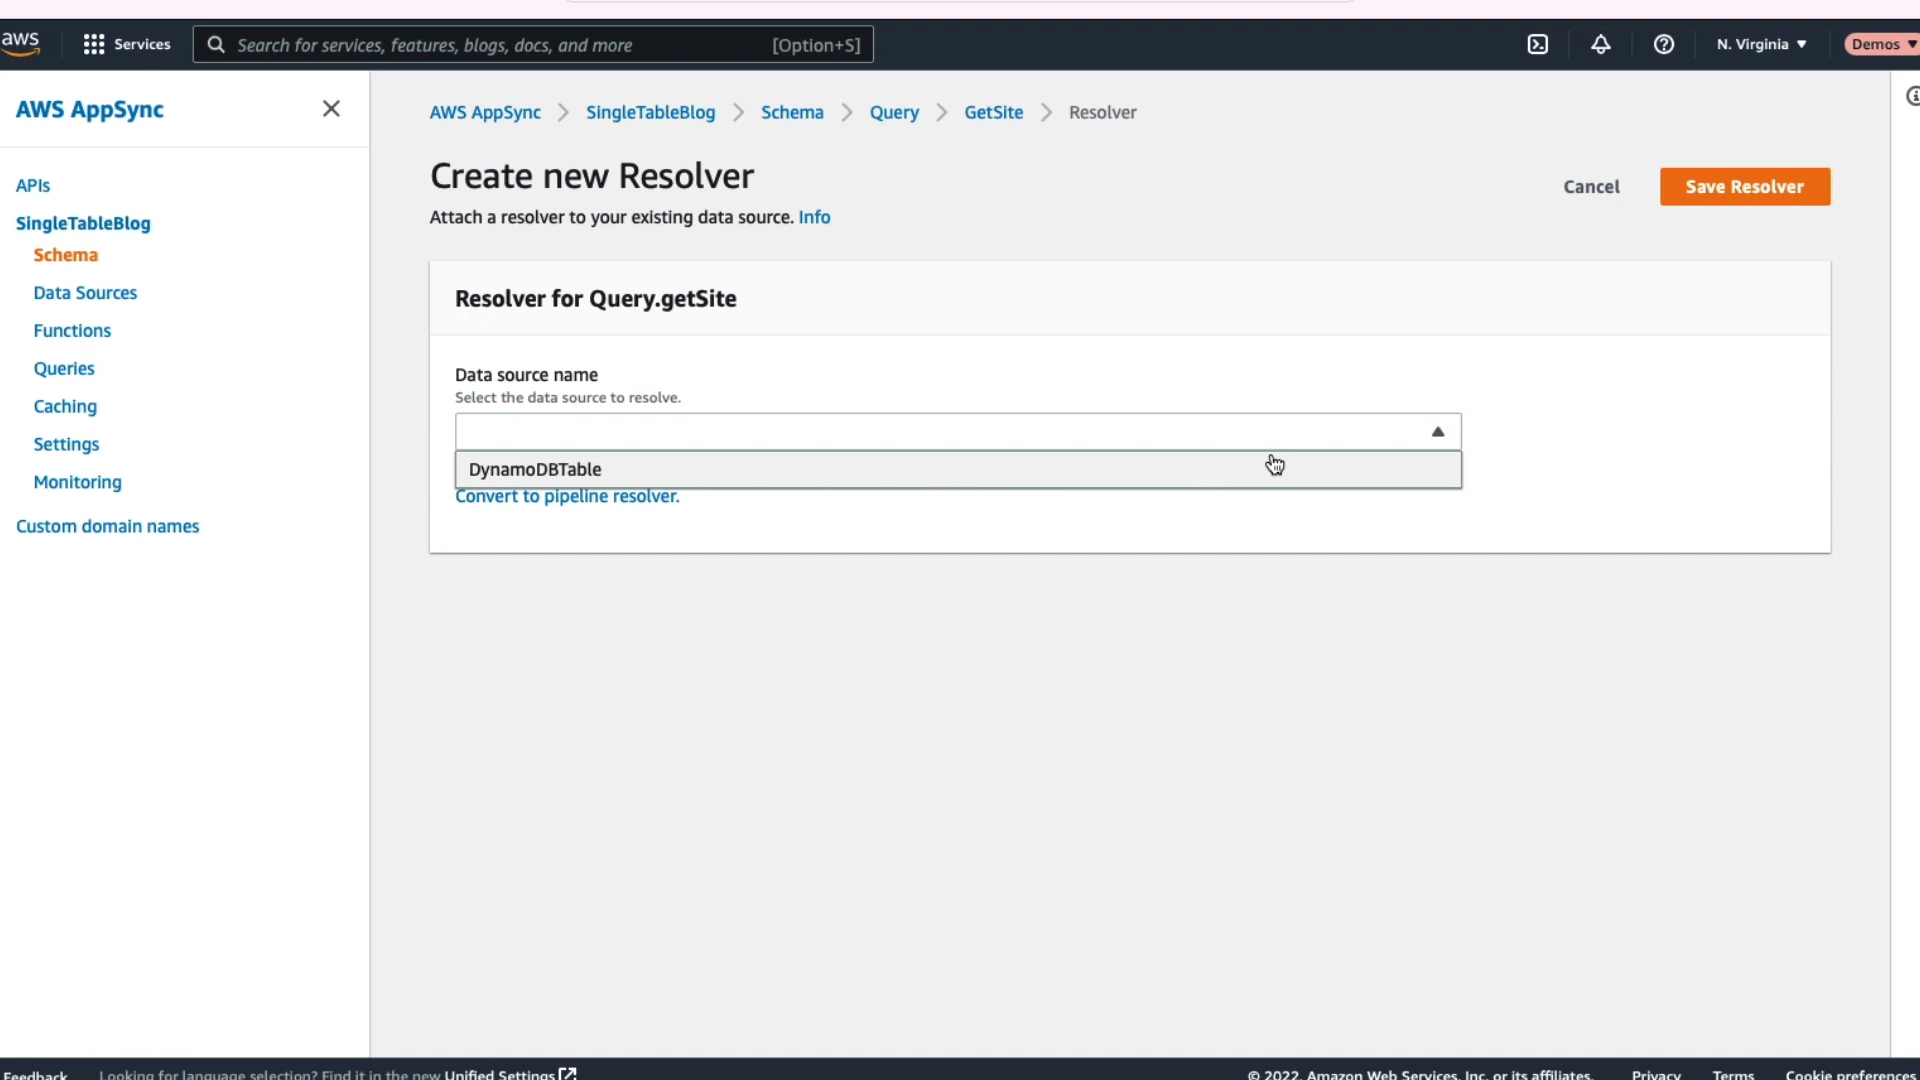 aws
Services
Search for services, features, blogs, docs, and more
[Option+S]
N. Virginia
Demos
AWS AppSync
APIs
SingleTableBlog
Schema
Data Sources
Functions
Queries
Caching
Settings
Monitoring
Custom domain names
AWS AppSync
SingleTableBlog
Schema
Query
GetSite
Resolver
Create new Resolver
Attach a resolver to your existing data source. Info
Cancel
Save Resolver
Resolver for Query.getSite
Data source name
Select the data source to resolve.
DynamoDBTable
Convert to pipeline resolver.
Feedback
Looking for language selection? Find it in the new Unified Settings
© 2022, Amazon Web Services, Inc. or its affiliates.
Privacy
Terms
Cookie preferences